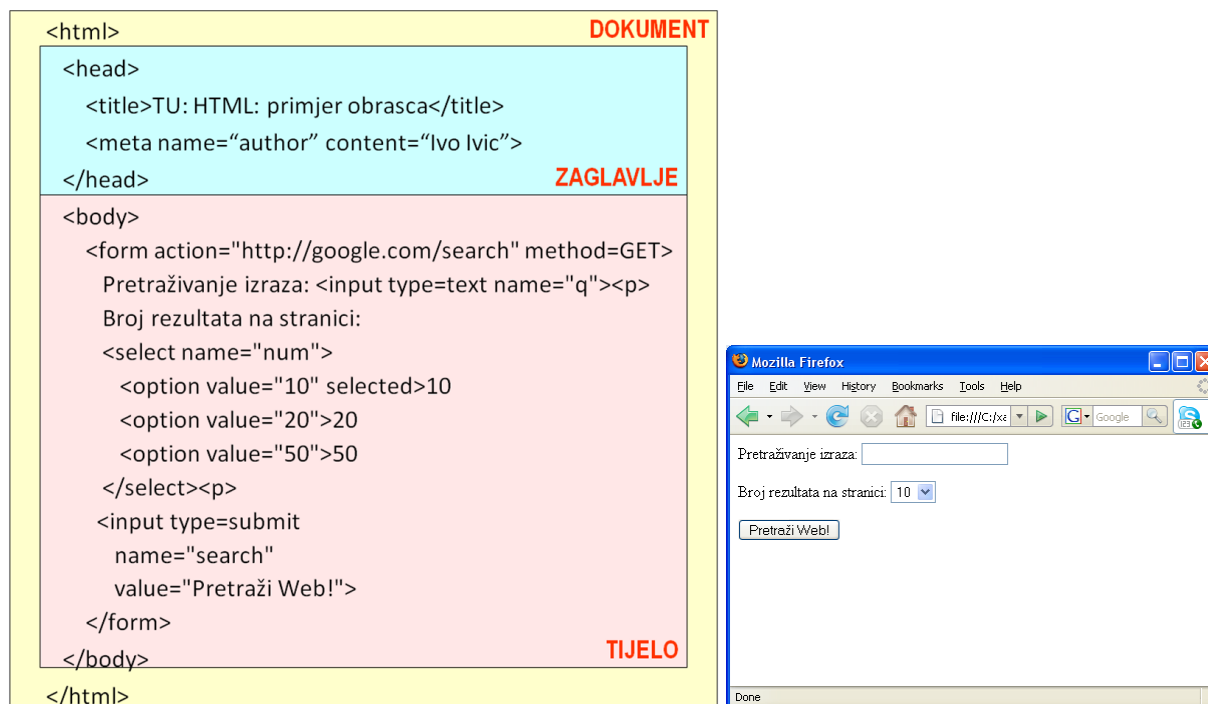 <html> DOKUMENT
<head>
<title>TU: HTML: primjer obrasca</title>
<meta name=“author” content=“Ivo Ivic”>
</head> ZAGLAVLJE
<body>
<form action="http://google.com/search" method=GET>
Pretraživanje izraza: <input type=text name="q"><p>
Broj rezultata na stranici:
<select name="num">
<option value="10" selected>10
<option value="20">20
<option value="50">50
</select><p>
<input type=submit
name="search"
value="Pretraži Web!">
</form>
</body> TIJELO
</html>
Mozilla Firefox
File Edit View History Bookmarks Tools Help
file:///C:/xa G Google 123
Pretraživanje izraza:
Broj rezultata na stranici: 10
Pretraži Web!
Done